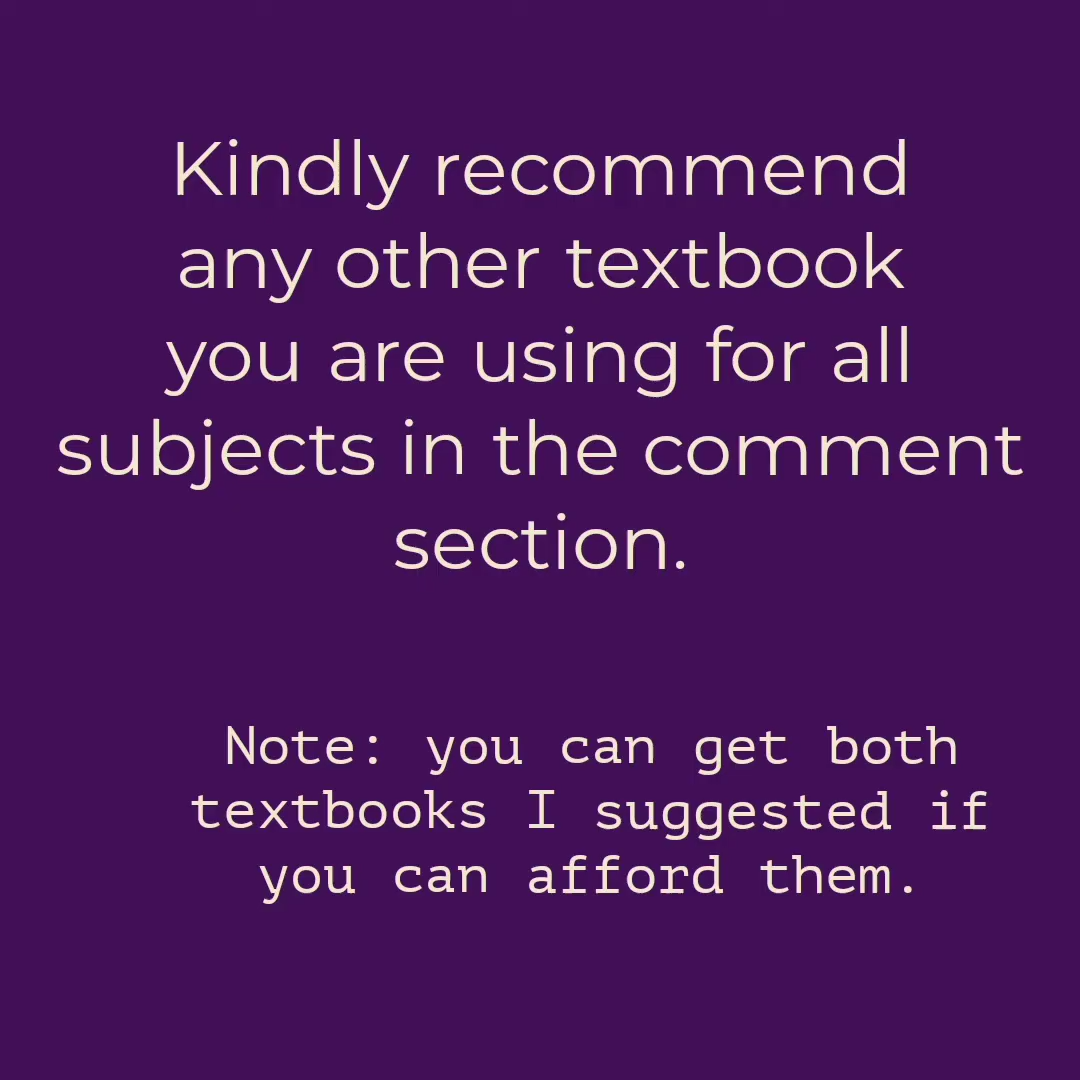 Kindly recommend
any other textbook
you are using for all
subjects in the comment
section.
Note: you can get both
textbooks I suggested if
you can afford them.